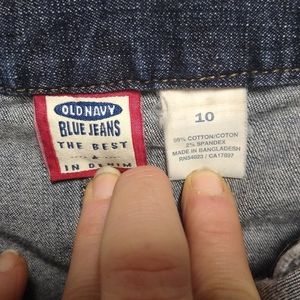 OLD NAVY
BLUE JEANS
THE BEST
IN DENIM
10
98% COTTON/COTON
2% SPANDEX
MADE IN BANGLADESH
RN54023 / CA17897